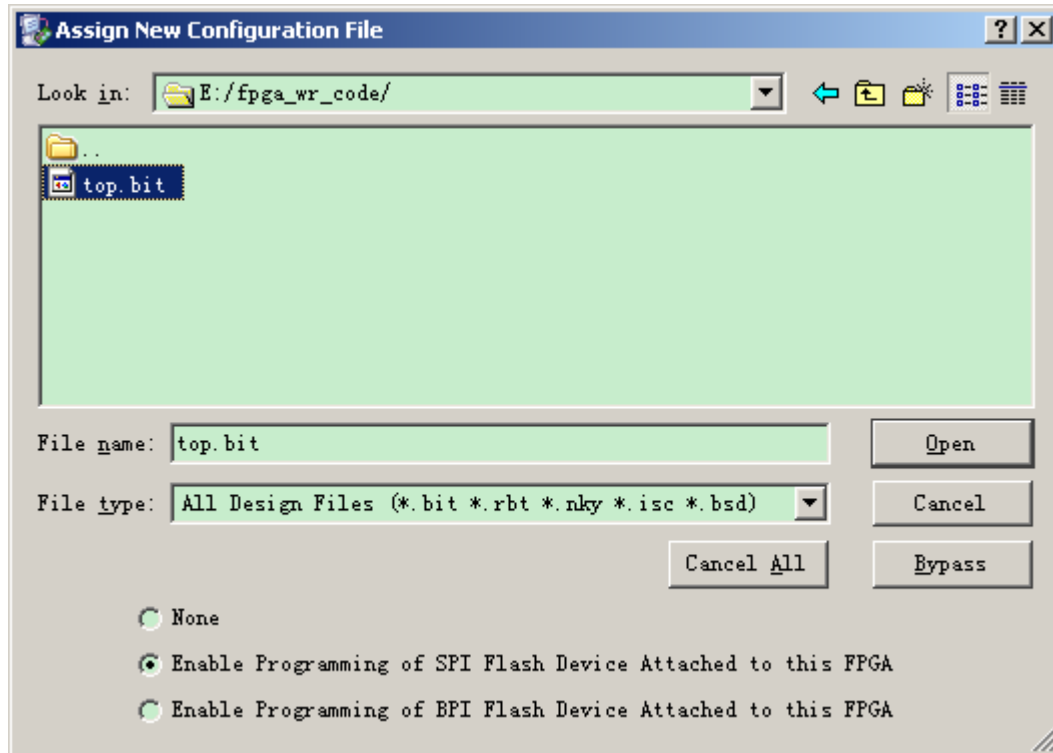 Assign New Configuration File
Look in: E:/fpga_wr_code/
..
top.bit
File name: top.bit
Open
File type: All Design Files (*.bit *.rbt *.nky *.isc *.bsd)
Cancel
Cancel All
Bypass
None
Enable Programming of SPI Flash Device Attached to this FPGA
Enable Programming of BPI Flash Device Attached to this FPGA